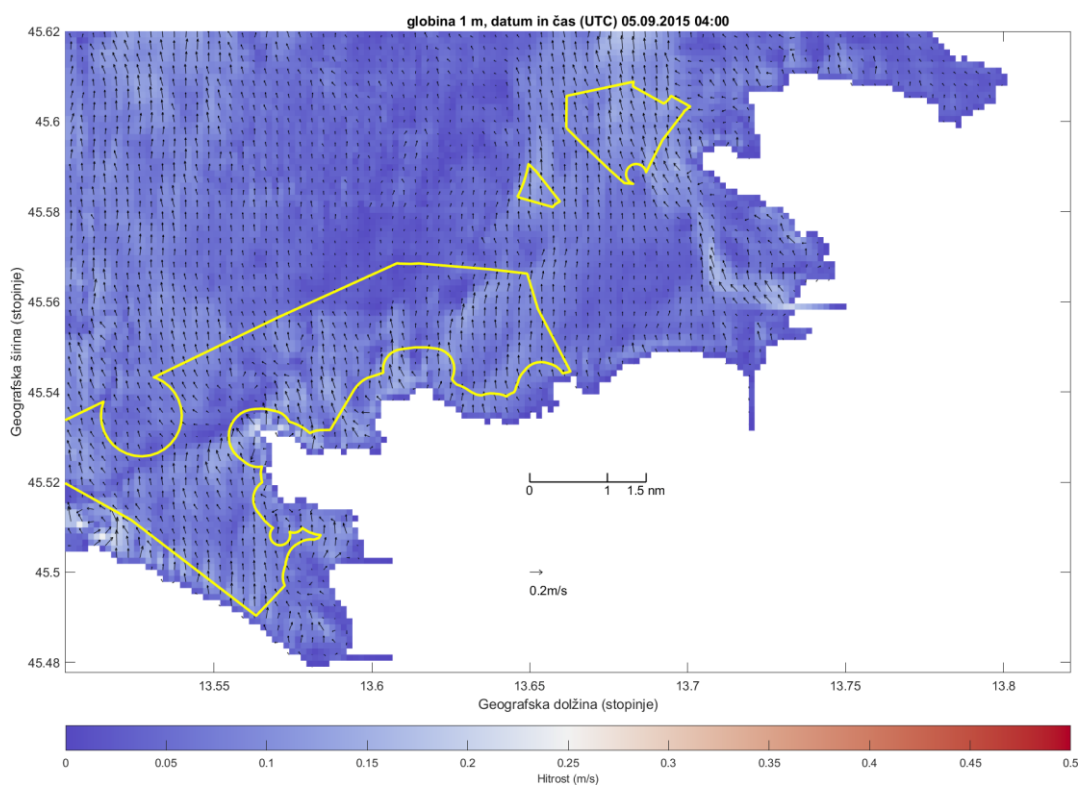 globina 1 m, datum in čas (UTC) 05.09.2015 04:00
45.62
45.6
45.58
45.56
45.54
45.52
45.5
45.48
Geografska širina (stopinje)
0 1 1.5 nm
0.2m/s
13.55 13.6 13.65 13.7 13.75 13.8
Geografska dolžina (stopinje)
0 0.05 0.1 0.15 0.2 0.25 0.3 0.35 0.4 0.45 0.5
Hitrost (m/s)